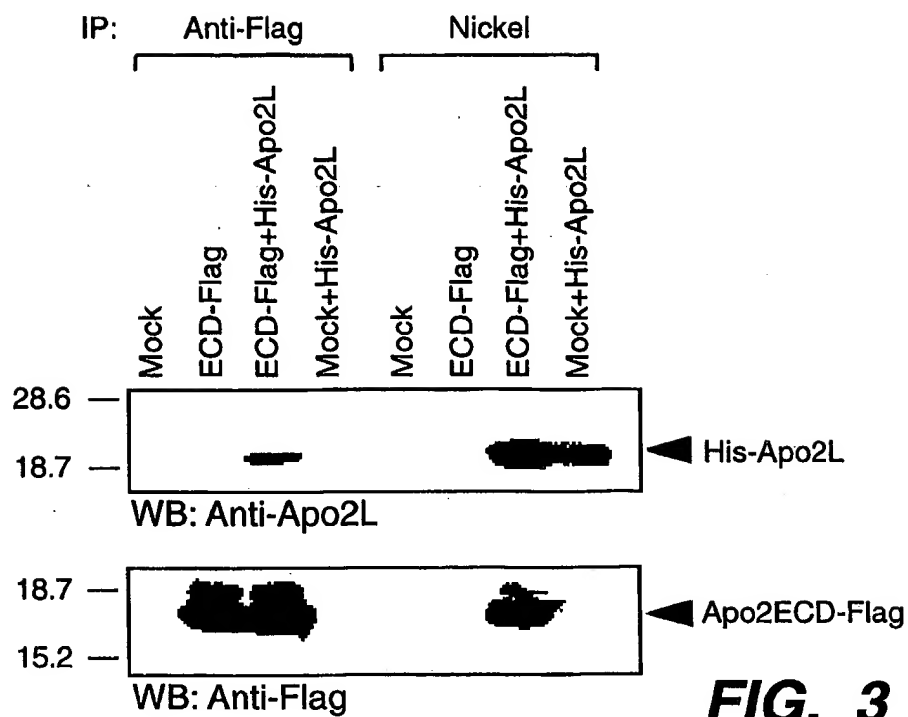 IP: Anti-Flag Nickel
Mock
ECD-Flag
ECD-Flag+His-Apo2L
Mock+His-Apo2L
Mock
ECD-Flag
ECD-Flag+His-Apo2L
Mock+His-Apo2L
28.6
18.7
His-Apo2L
WB: Anti-Apo2L
18.7
Apo2ECD-Flag
15.2
WB: Anti-Flag
FIG. 3